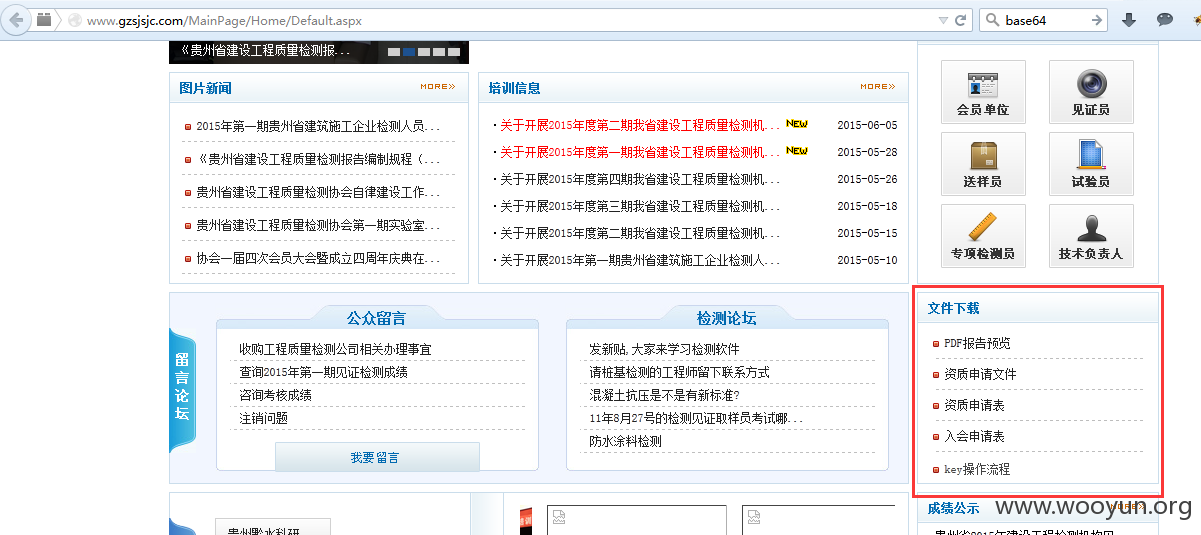 www.gzsjsjc.com/MainPage/Home/Default.aspx
base64
《贵州省建设工程质量检测报...
图片新闻
MORE»
2015年第一期贵州省建筑施工企业检测人员...
《贵州省建设工程质量检测报告编制规程（...
贵州省建设工程质量检测协会自律建设工作...
贵州省建设工程质量检测协会第一期实验室...
协会一届四次会员大会暨成立四周年庆典在...
培训信息
MORE»
·关于开展2015年度第二期我省建设工程质量检测机... NEW 2015-06-05
·关于开展2015年度第一期我省建设工程质量检测机... NEW 2015-05-28
·关于开展2015年度第四期我省建设工程质量检测机... 2015-05-26
·关于开展2015年度第三期我省建设工程质量检测机... 2015-05-18
·关于开展2015年度第二期我省建设工程质量检测机... 2015-05-15
·关于开展2015年第一期贵州省建筑施工企业检测人... 2015-05-10
会员单位
见证员
送样员
试验员
专项检测员
技术负责人
留言论坛
公众留言
收购工程质量检测公司相关办理事宜
查询2015年第一期见证检测成绩
咨询考核成绩
注销问题
我要留言
检测论坛
发新贴,大家来学习检测软件
请桩基检测的工程师留下联系方式
混凝土抗压是不是有新标准?
11年8月27号的检测见证取样员考试哪...
防水涂料检测
文件下载
PDF报告预览
资质申请文件
资质申请表
入会申请表
key操作流程
成绩公示
MORE»
www.wooyun.org
贵州黔水科研
贵州省2015年建设工程检测机构因